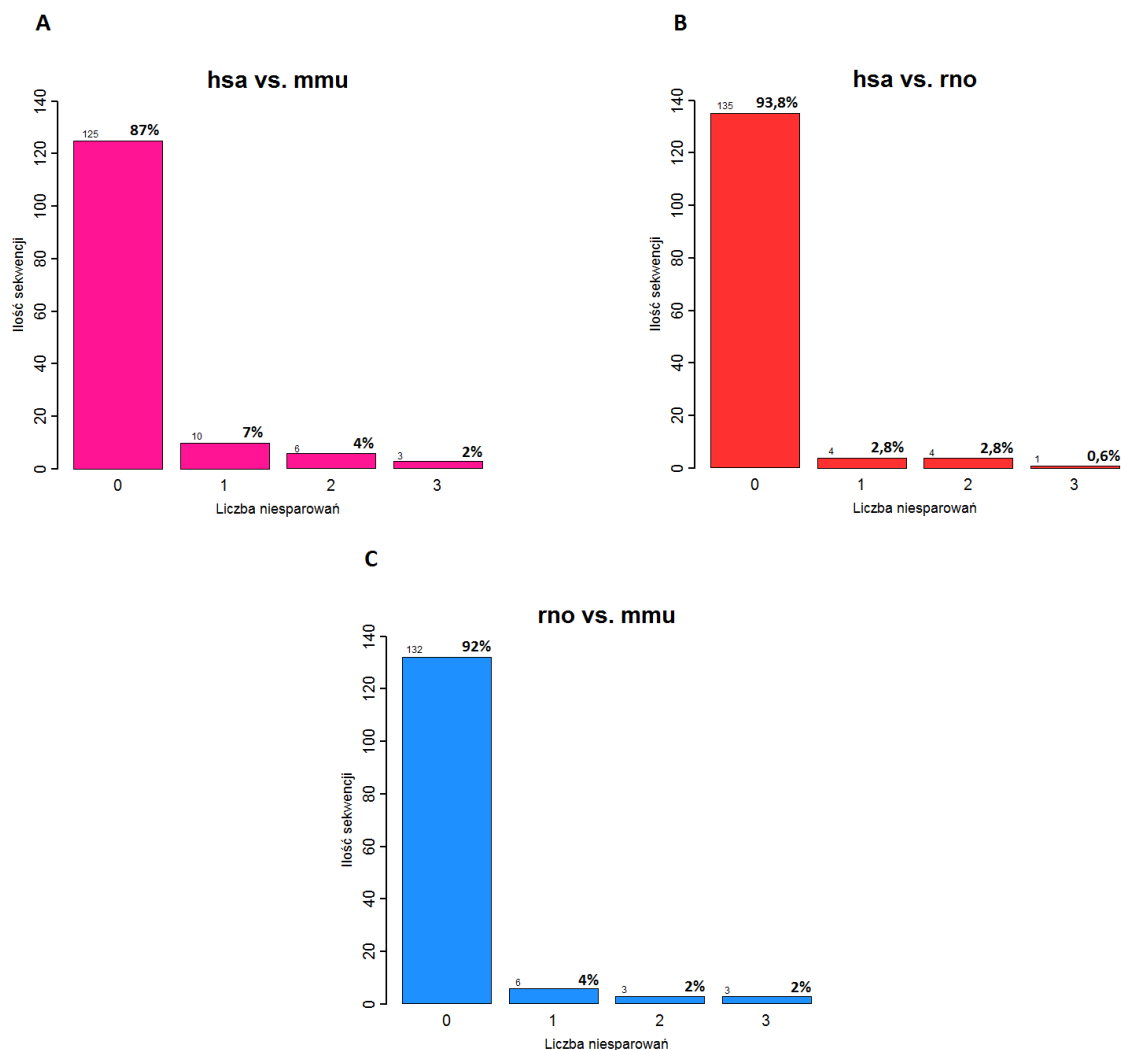 A
hsa vs. mmu
Ilość sekwencji
140
120
100
80
60
40
20
0
125 87%
10 7%
6 4%
3 2%
0 1 2 3
Liczba niesparowań
B
hsa vs. rno
Ilość sekwencji
140
120
100
80
60
40
20
0
135 93,8%
4 2,8%
4 2,8%
1 0,6%
0 1 2 3
Liczba niesparowań
C
rno vs. mmu
Ilość sekwencji
140
120
100
80
60
40
20
0
132 92%
6 4%
3 2%
3 2%
0 1 2 3
Liczba niesparowań